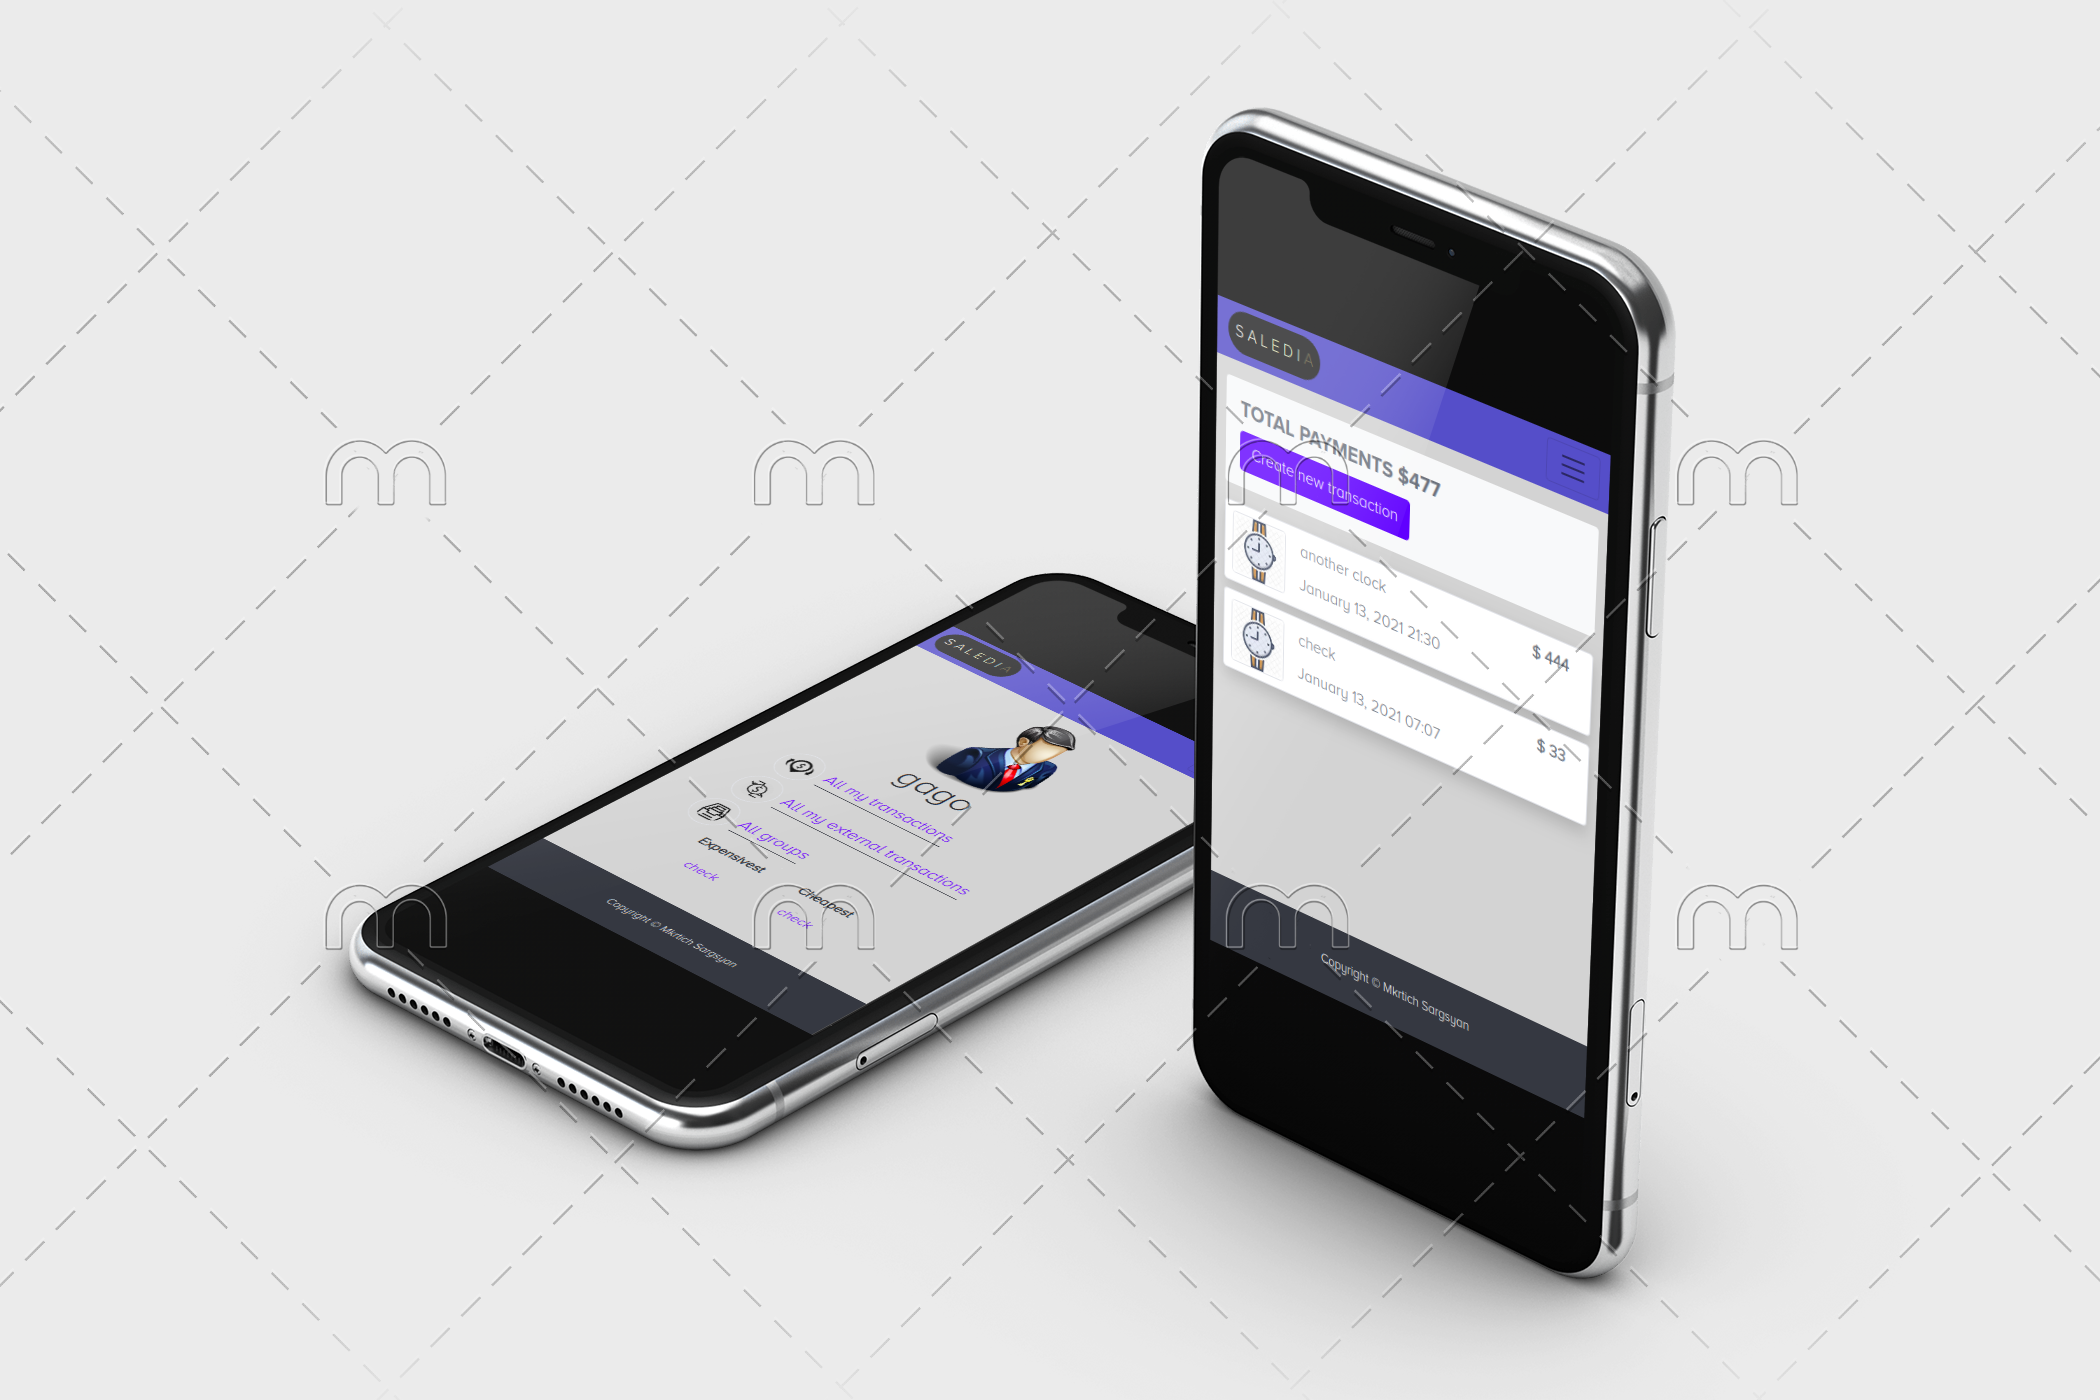 SALEDIA
gago
All my transactions
All my external transactions
All groups
Expensivest
check
Cheapest
check
Copyright © Mkrtich Sargsyan
SALEDIA
TOTAL PAYMENTS $477
Create new transaction
another clock
January 13, 2021 21:30
$ 444
check
January 13, 2021 07:07
$ 33
Copyright © Mkrtich Sargsyan
m
m
m
m
m
m
m
m